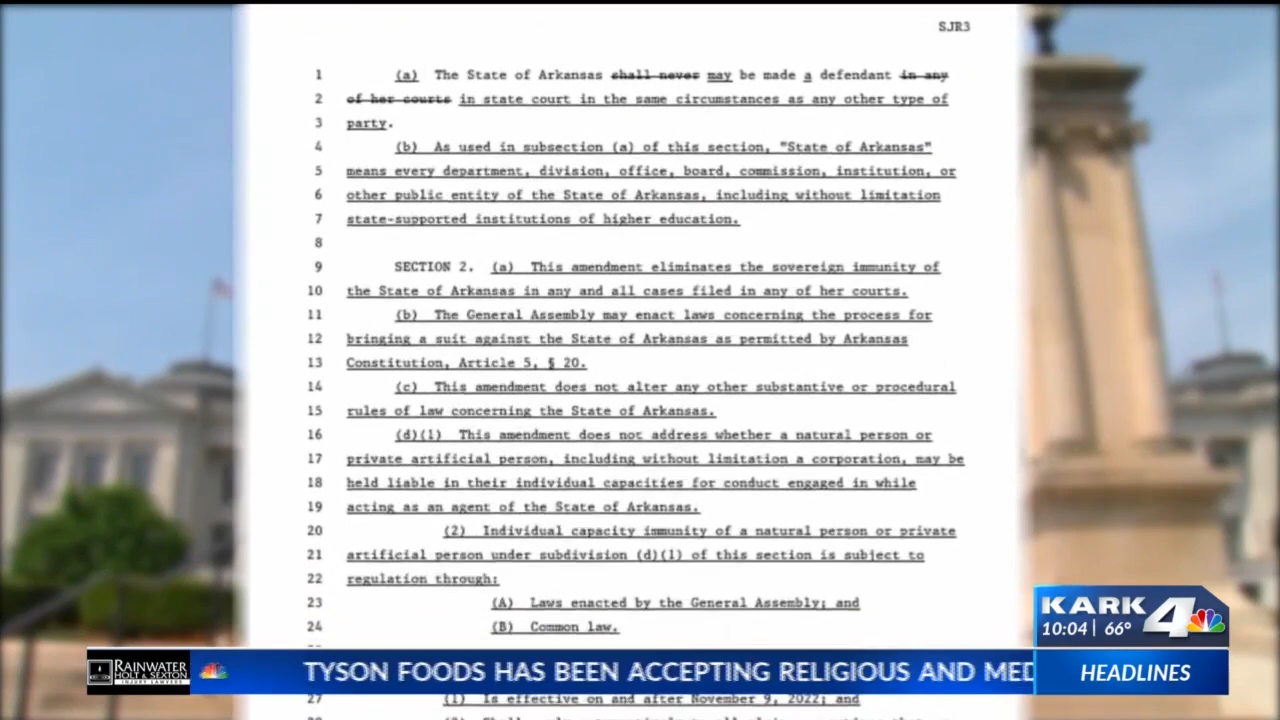 SJR3
1 (a) The State of Arkansas shall never may be made a defendant in any
2 of her courts in state court in the same circumstances as any other type of
3 party.
4 (b) As used in subsection (a) of this section, "State of Arkansas"
5 means every department, division, office, board, commission, institution, or
6 other public entity of the State of Arkansas, including without limitation
7 state-supported institutions of higher education.
8
9 SECTION 2. (a) This amendment eliminates the sovereign immunity of
10 the State of Arkansas in any and all cases filed in any of her courts.
11 (b) The General Assembly may enact laws concerning the process for
12 bringing a suit against the State of Arkansas as permitted by Arkansas
13 Constitution, Article 5, § 20.
14 (c) This amendment does not alter any other substantive or procedural
15 rules of law concerning the State of Arkansas.
16 (d)(1) This amendment does not address whether a natural person or
17 private artificial person, including without limitation a corporation, may be
18 held liable in their individual capacities for conduct engaged in while
19 acting as an agent of the State of Arkansas.
20 (2) Individual capacity immunity of a natural person or private
21 artificial person under subdivision (d)(1) of this section is subject to
22 regulation through:
23 (A) Laws enacted by the General Assembly; and
24 (B) Common law.
KARK 4
10:04 | 66°
RAINWATER
HOLT & SEXTON
INJURY LAWYERS
TYSON FOODS HAS BEEN ACCEPTING RELIGIOUS AND MED
HEADLINES
27 (1) Is effective on and after November 9, 2022; and